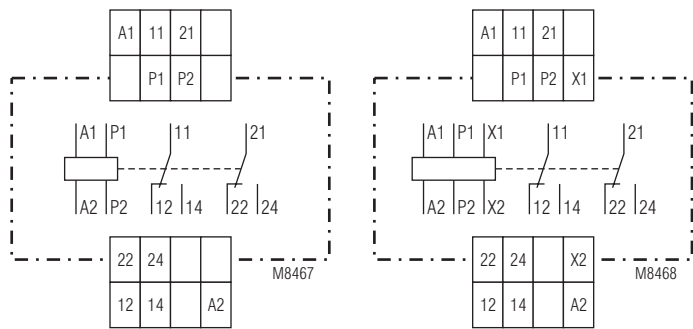 A1 11 21
P1 P2
A1 P1 11 21
A2 P2 12 14 22 24
22 24
M8467
12 14 A2
A1 11 21
P1 P2 X1
A1 P1 X1 11 21
A2 P2 X2 12 14 22 24
22 24 X2
M8468
12 14 A2